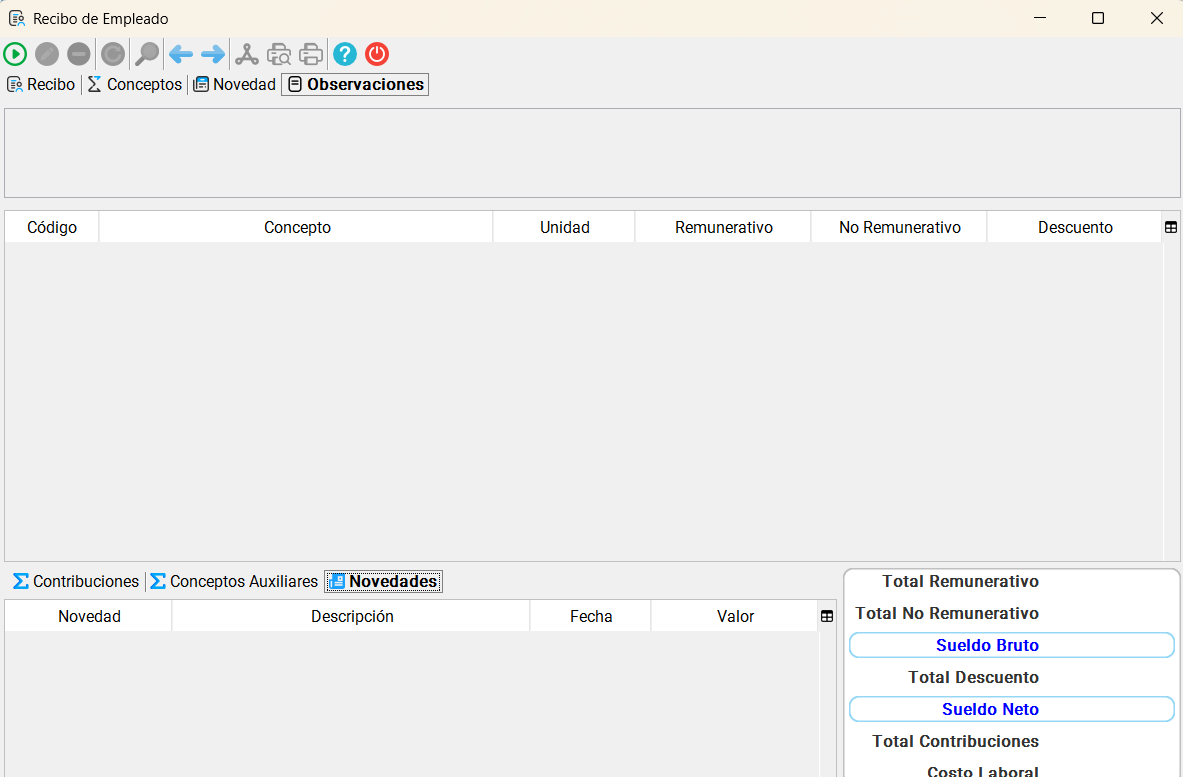 Recibo de Empleado
?
Recibo Conceptos Novedad Observaciones
Código Concepto Unidad Remunerativo No Remunerativo Descuento
Contribuciones Conceptos Auxiliares Novedades
Novedad Descripción Fecha Valor
Total Remunerativo
Total No Remunerativo
Sueldo Bruto
Total Descuento
Sueldo Neto
Total Contribuciones
Costo Laboral